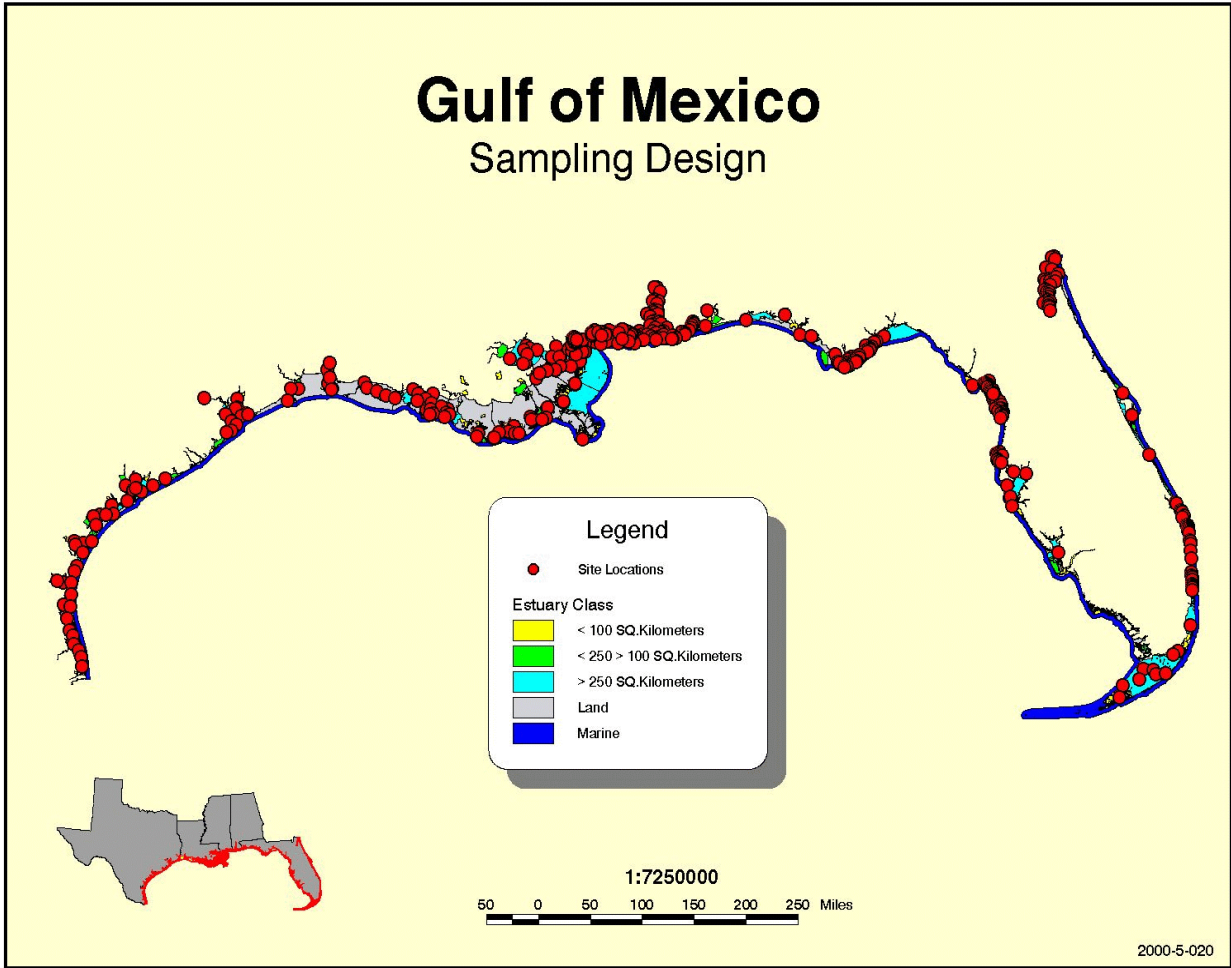 Gulf of Mexico
Sampling Design
Legend
Site Locations
Estuary Class
< 100 SQ.Kilometers
< 250 > 100 SQ.Kilometers
> 250 SQ.Kilometers
Land
Marine
1:7250000
50 0 50 100 150 200 250 Miles
2000-5-020